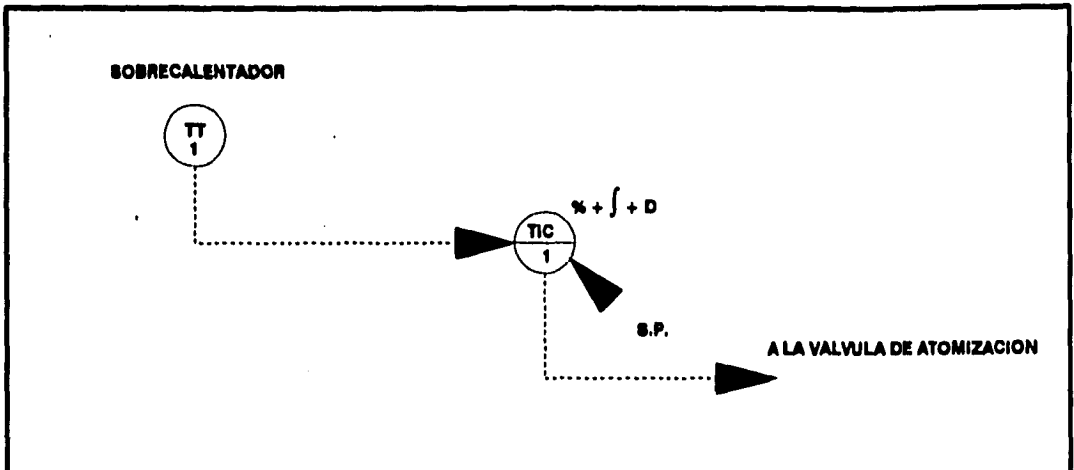 SOBRECALENTADOR
TT
1
% + ∫ + D
TIC
1
S.P.
A LA VALVULA DE ATOMIZACION